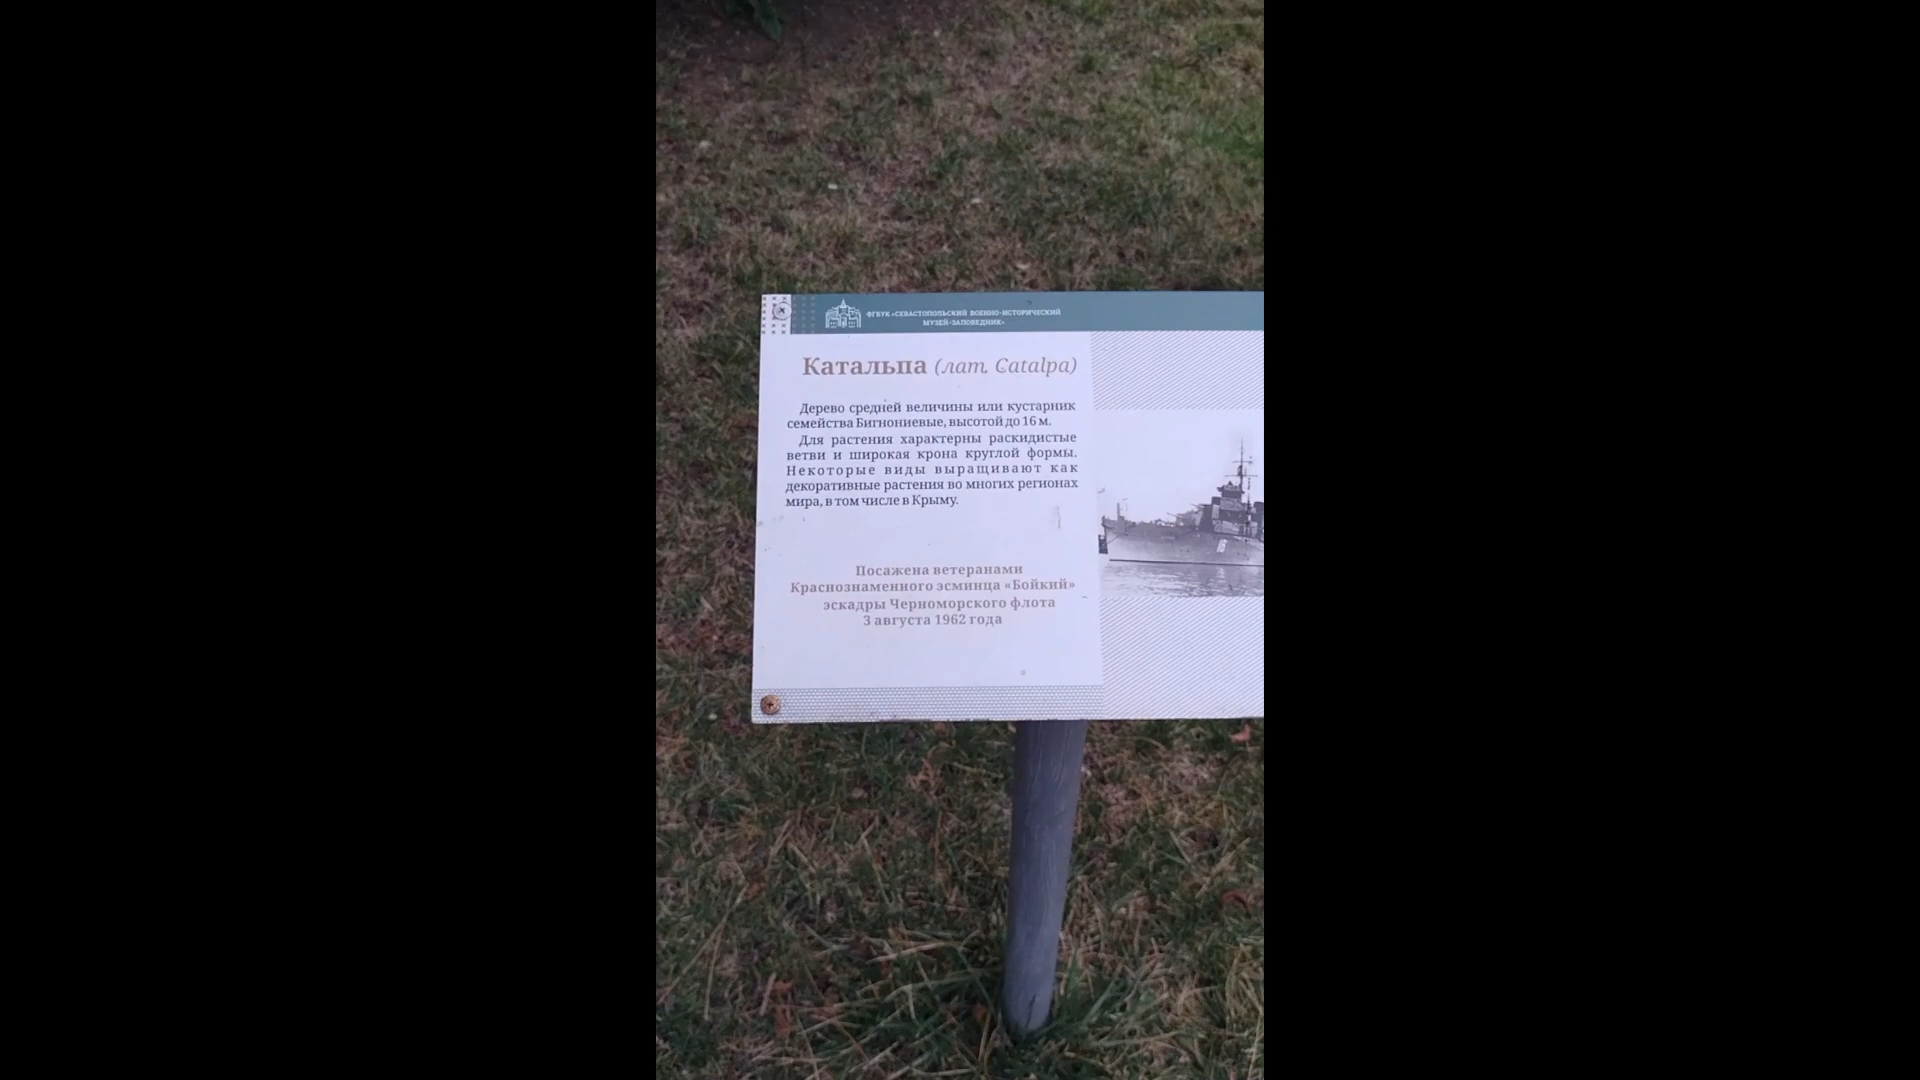 ФГБУК «СЕВАСТОПОЛЬСКИЙ ВОЕННО-ИСТОРИЧЕСКИЙ
МУЗЕЙ-ЗАПОВЕДНИК»
Катальпа (лат. Catalpa)
Дерево средней величины или кустарник
семейства Бигнониевые, высотой до 16 м.
Для растения характерны раскидистые
ветви и широкая крона круглой формы.
Некоторые виды выращивают как
декоративные растения во многих регионах
мира, в том числе в Крыму.
Посажена ветеранами
Краснознаменного эсминца «Бойкий»
эскадры Черноморского флота
3 августа 1962 года